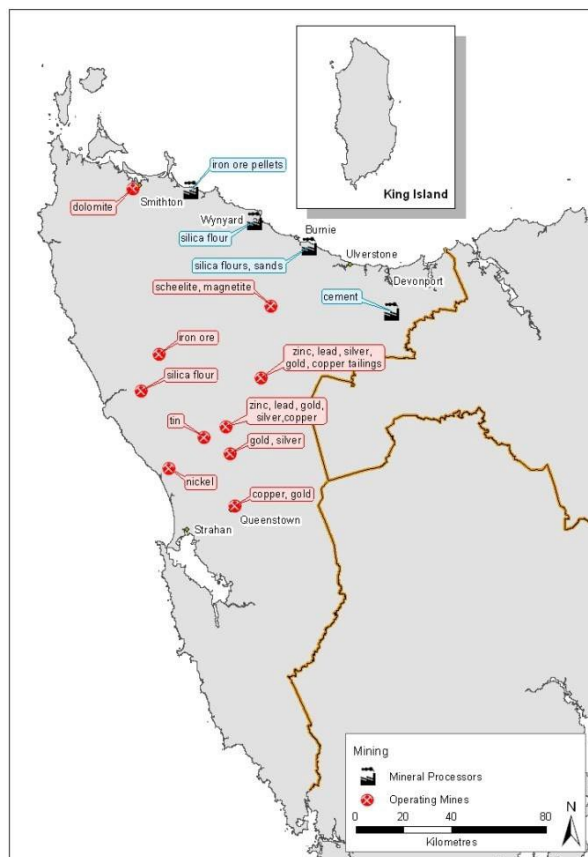 King Island
iron ore pellets
dolomite
Smithton
Wynyard
silica flour
Burnie
silica flours, sands
Ulverstone
Devonport
scheelite, magnetite
cement
iron ore
zinc, lead, silver,
gold, copper tailings
silica flour
zinc, lead, gold,
silver,copper
tin
gold, silver
nickel
copper, gold
Queenstown
Strahan
Mining
Mineral Processors
Operating Mines
0 20 40 60 80
Kilometres
N